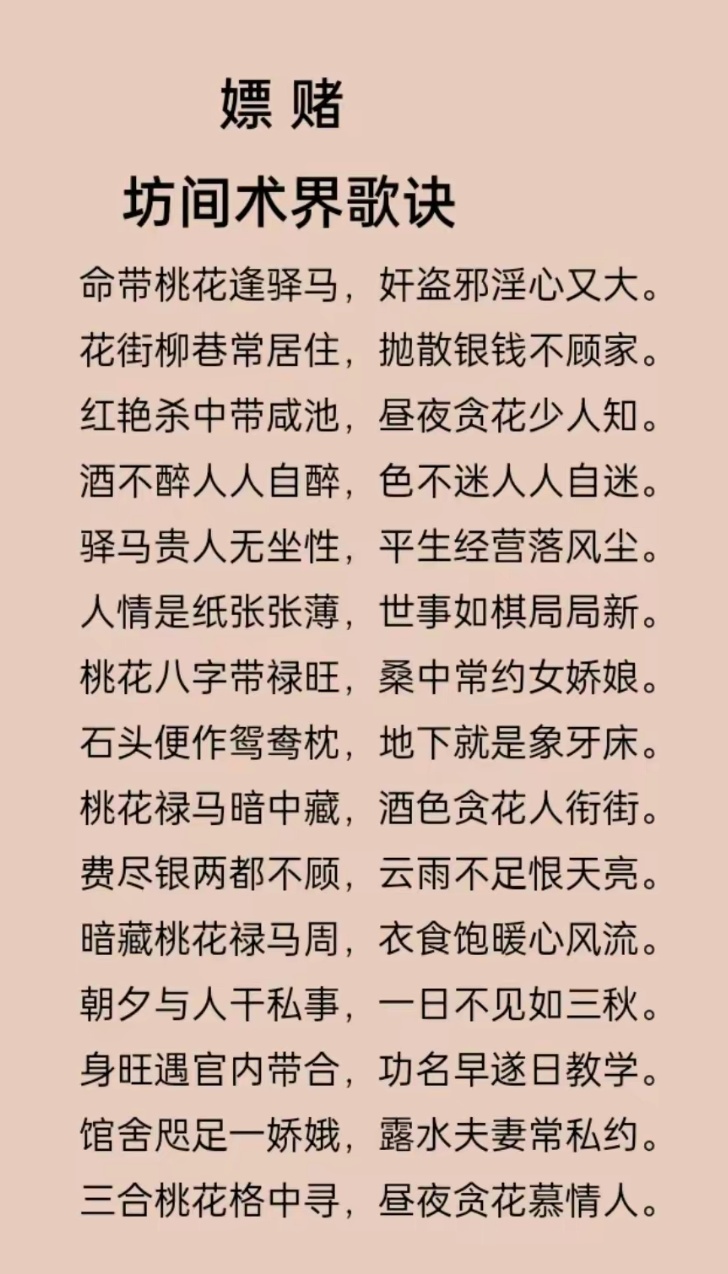 嫖 赌
坊间术界歌诀
命带桃花逢驿马，奸盗邪淫心又大。
花街柳巷常居住，抛散银钱不顾家。
红艳杀中带咸池，昼夜贪花少人知。
酒不醉人人自醉，色不迷人人自迷。
驿马贵人无坐性，平生经营落风尘。
人情是纸张张薄，世事如棋局局新。
桃花八字带禄旺，桑中常约女娇娘。
石头便作鸳鸯枕，地下就是象牙床。
桃花禄马暗中藏，酒色贪花人衔街。
费尽银两都不顾，云雨不足恨天亮。
暗藏桃花禄马周，衣食饱暖心风流。
朝夕与人干私事，一日不见如三秋。
身旺遇官内带合，功名早遂日教学。
馆舍咫足一娇娥，露水夫妻常私约。
三合桃花格中寻，昼夜贪花慕情人。